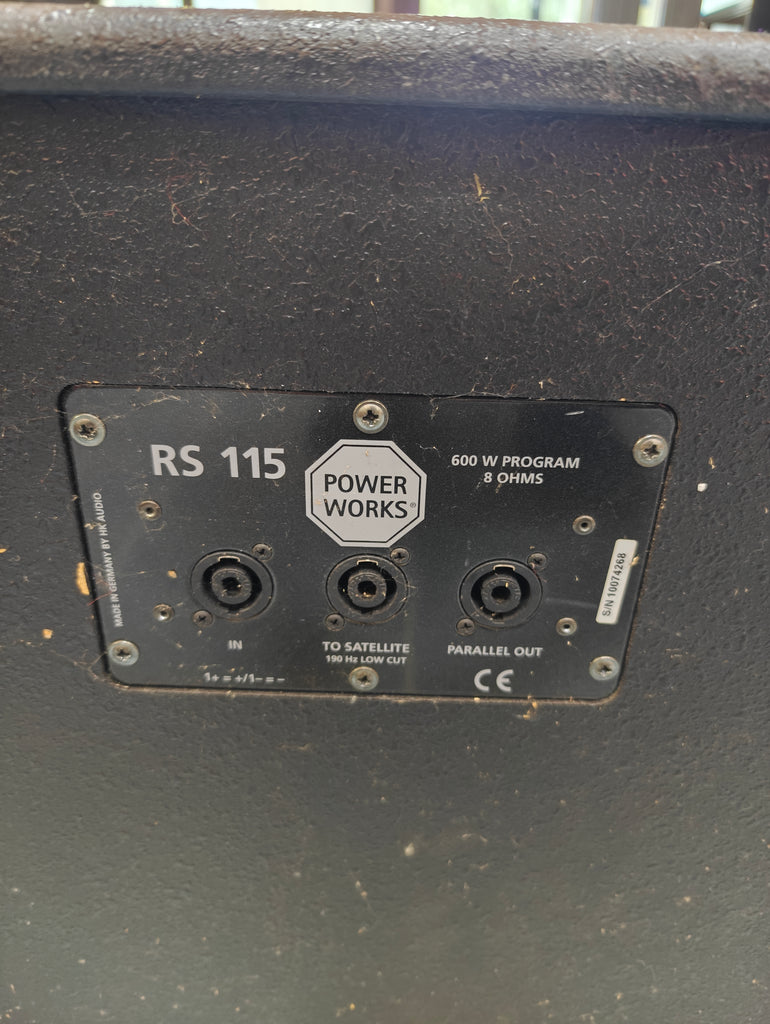 RS 115
POWER
WORKS®
600 W PROGRAM
8 OHMS
MADE IN GERMANY BY HK AUDIO
S/N 10074268
IN
1+ = +/1− = −
TO SATELLITE
190 Hz LOW CUT
PARALLEL OUT
CE